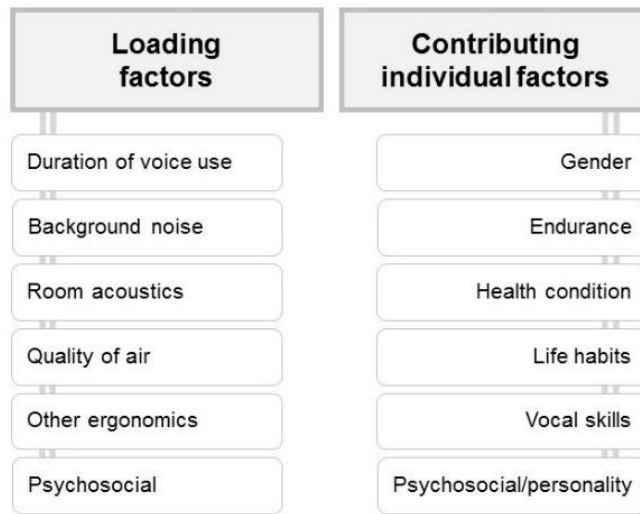 Loading
factors
Duration of voice use
Background noise
Room acoustics
Quality of air
Other ergonomics
Psychosocial
Contributing
individual factors
Gender
Endurance
Health condition
Life habits
Vocal skills
Psychosocial/personality